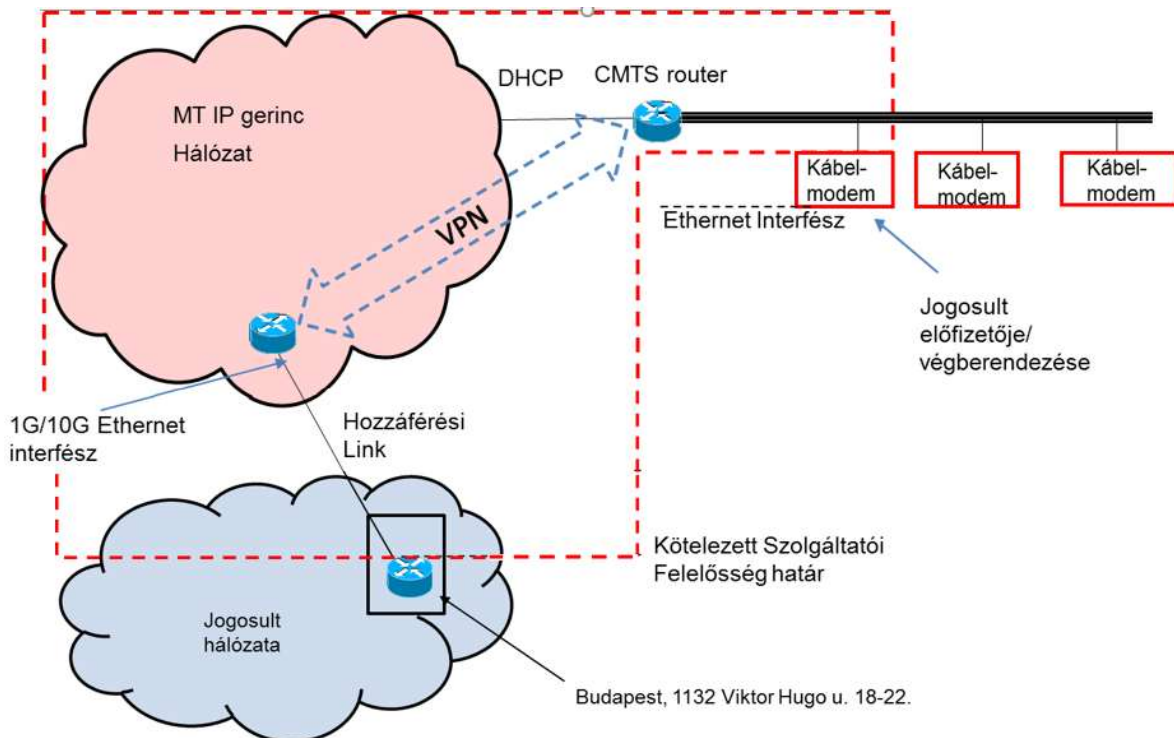 DHCP
CMTS router
MT IP gerinc
Hálózat
VPN
Kábel-
modem
Kábel-
modem
Kábel-
modem
Ethernet Interfész
Jogosult
előfizetője/
végberendezése
1G/10G Ethernet
interfész
Hozzáférési
Link
Kötelezett Szolgáltatói
Felelősség határ
Jogosult
hálózata
Budapest, 1132 Viktor Hugo u. 18-22.